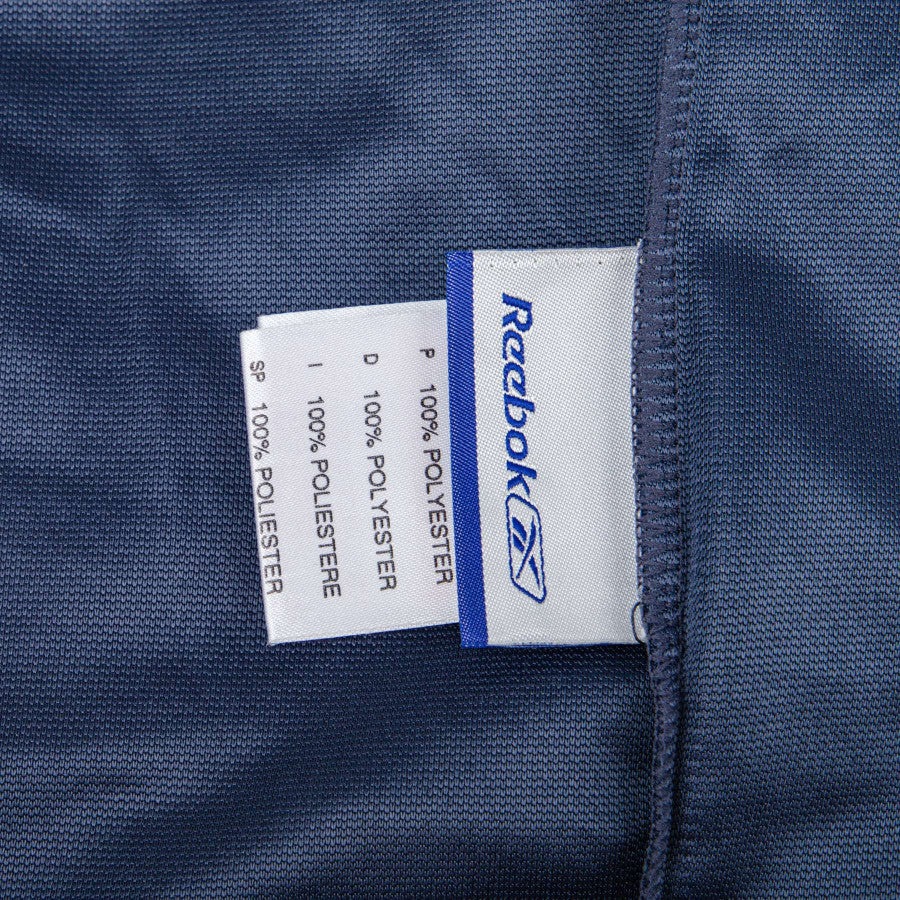 Reebok
P 100% POLYESTER
D 100% POLYESTER
I 100% POLIESTERE
SP 100% POLIESTER